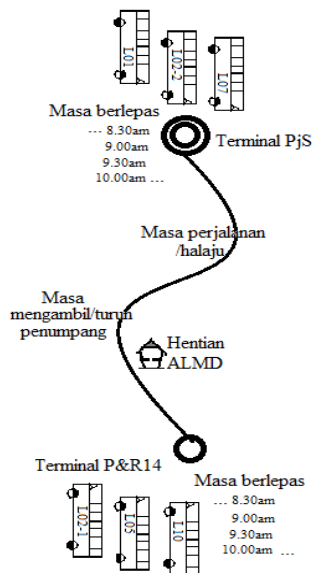 L01
L02-2
L07
Masa berlepas
... 8.30am
9.00am
9.30am
10.00am ...
Terminal PjS
Masa perjalanan
/halaju
Masa
mengambil/turun
penumpang
Hentian
ALMD
Terminal P&R14
Masa berlepas
... 8.30am
9.00am
9.30am
10.00am ...
L02-1
L05
L10